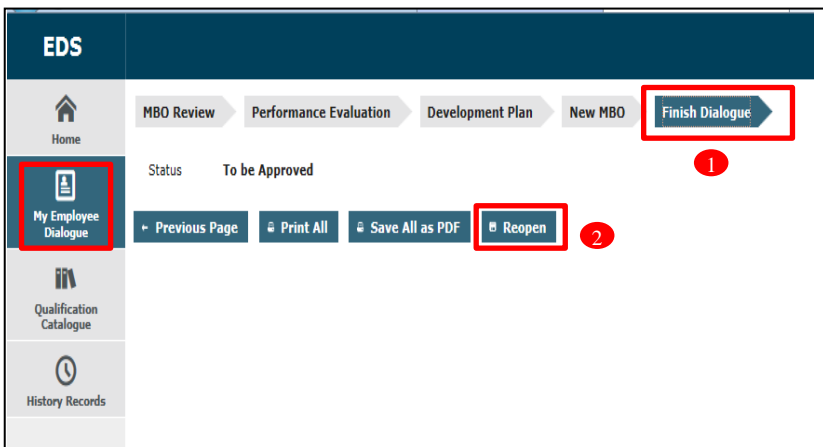 EDS
Home
My Employee
Dialogue
Qualification
Catalogue
History Records
MBO Review Performance Evaluation Development Plan New MBO Finish Dialogue
1
Status To be Approved
Previous Page Print All Save All as PDF Reopen
2